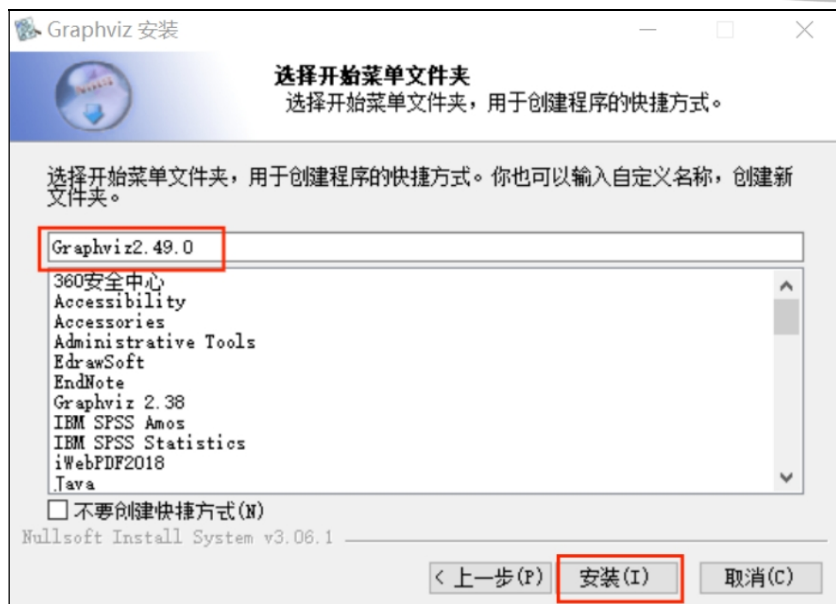 Graphviz 安装
选择开始菜单文件夹
选择开始菜单文件夹，用于创建程序的快捷方式。
选择开始菜单文件夹，用于创建程序的快捷方式。你也可以输入自定义名称，创建新
文件夹。
Graphviz2.49.0
360安全中心
Accessibility
Accessories
Administrative Tools
EdrawSoft
EndNote
Graphviz 2.38
IBM SPSS Amos
IBM SPSS Statistics
iWebPDF2018
Java
不要创建快捷方式(N)
Nullsoft Install System v3.06.1
< 上一步(P) 安装(I) 取消(C)